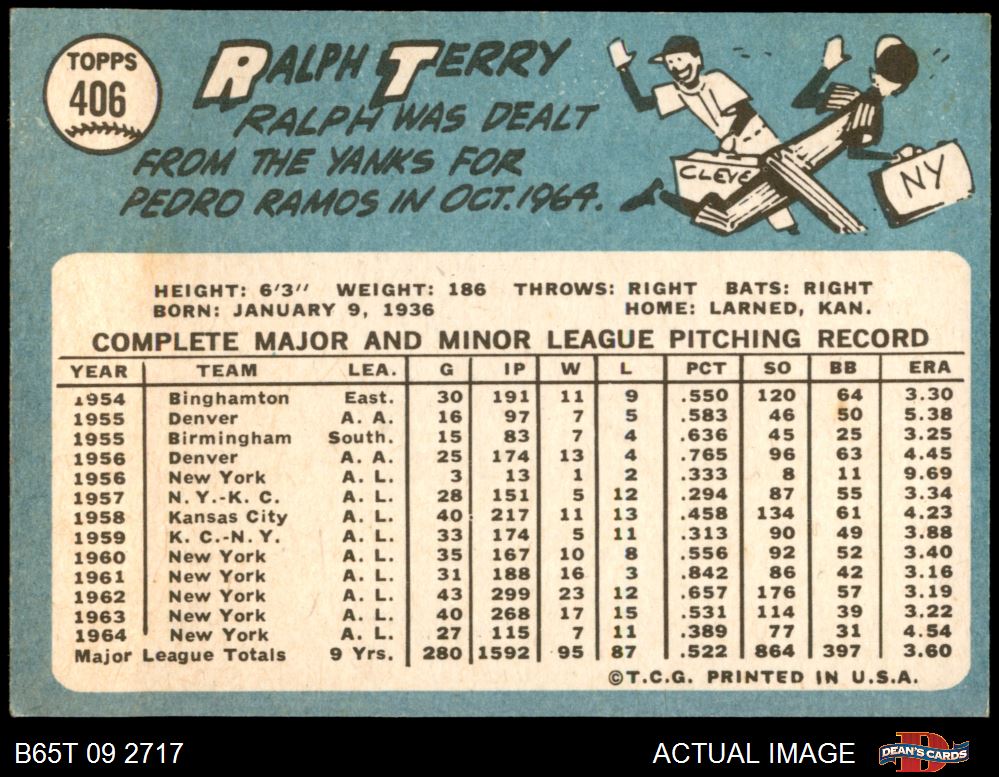 TOPPS
406
RALPH TERRY
RALPH WAS DEALT
FROM THE YANKS FOR
PEDRO RAMOS IN OCT. 1964.
CLEVE
NY
HEIGHT: 6'3" WEIGHT: 186 THROWS: RIGHT BATS: RIGHT
BORN: JANUARY 9, 1936 HOME: LARNED, KAN.
COMPLETE MAJOR AND MINOR LEAGUE PITCHING RECORD
YEAR TEAM LEA. G IP W L PCT SO BB ERA
1954 Binghamton East. 30 191 11 9 .550 120 64 3.30
1955 Denver A. A. 16 97 7 5 .583 46 50 5.38
1955 Birmingham South. 15 83 7 4 .636 45 25 3.25
1956 Denver A. A. 25 174 13 4 .765 96 63 4.45
1956 New York A. L. 3 13 1 2 .333 8 11 9.69
1957 N. Y.-K. C. A. L. 28 151 5 12 .294 87 55 3.34
1958 Kansas City A. L. 40 217 11 13 .458 134 61 4.23
1959 K. C.-N. Y. A. L. 33 174 5 11 .313 90 49 3.88
1960 New York A. L. 35 167 10 8 .556 92 52 3.40
1961 New York A. L. 31 188 16 3 .842 86 42 3.16
1962 New York A. L. 43 299 23 12 .657 176 57 3.19
1963 New York A. L. 40 268 17 15 .531 114 39 3.22
1964 New York A. L. 27 115 7 11 .389 77 31 4.54
Major League Totals 9 Yrs. 280 1592 95 87 .522 864 397 3.60
©T.C.G. PRINTED IN U.S.A.
B65T 09 2717 ACTUAL IMAGE
D
DEAN'S CARDS